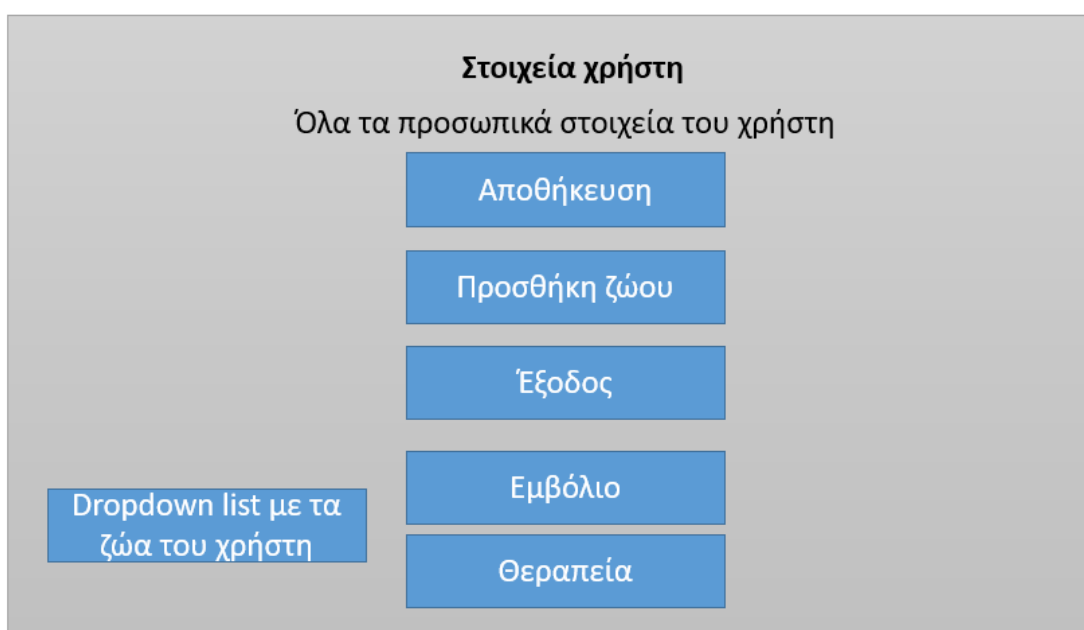 Στοιχεία χρήστη
Όλα τα προσωπικά στοιχεία του χρήστη
Αποθήκευση
Προσθήκη ζώου
Έξοδος
Εμβόλιο
Dropdown list με τα
ζώα του χρήστη
Θεραπεία